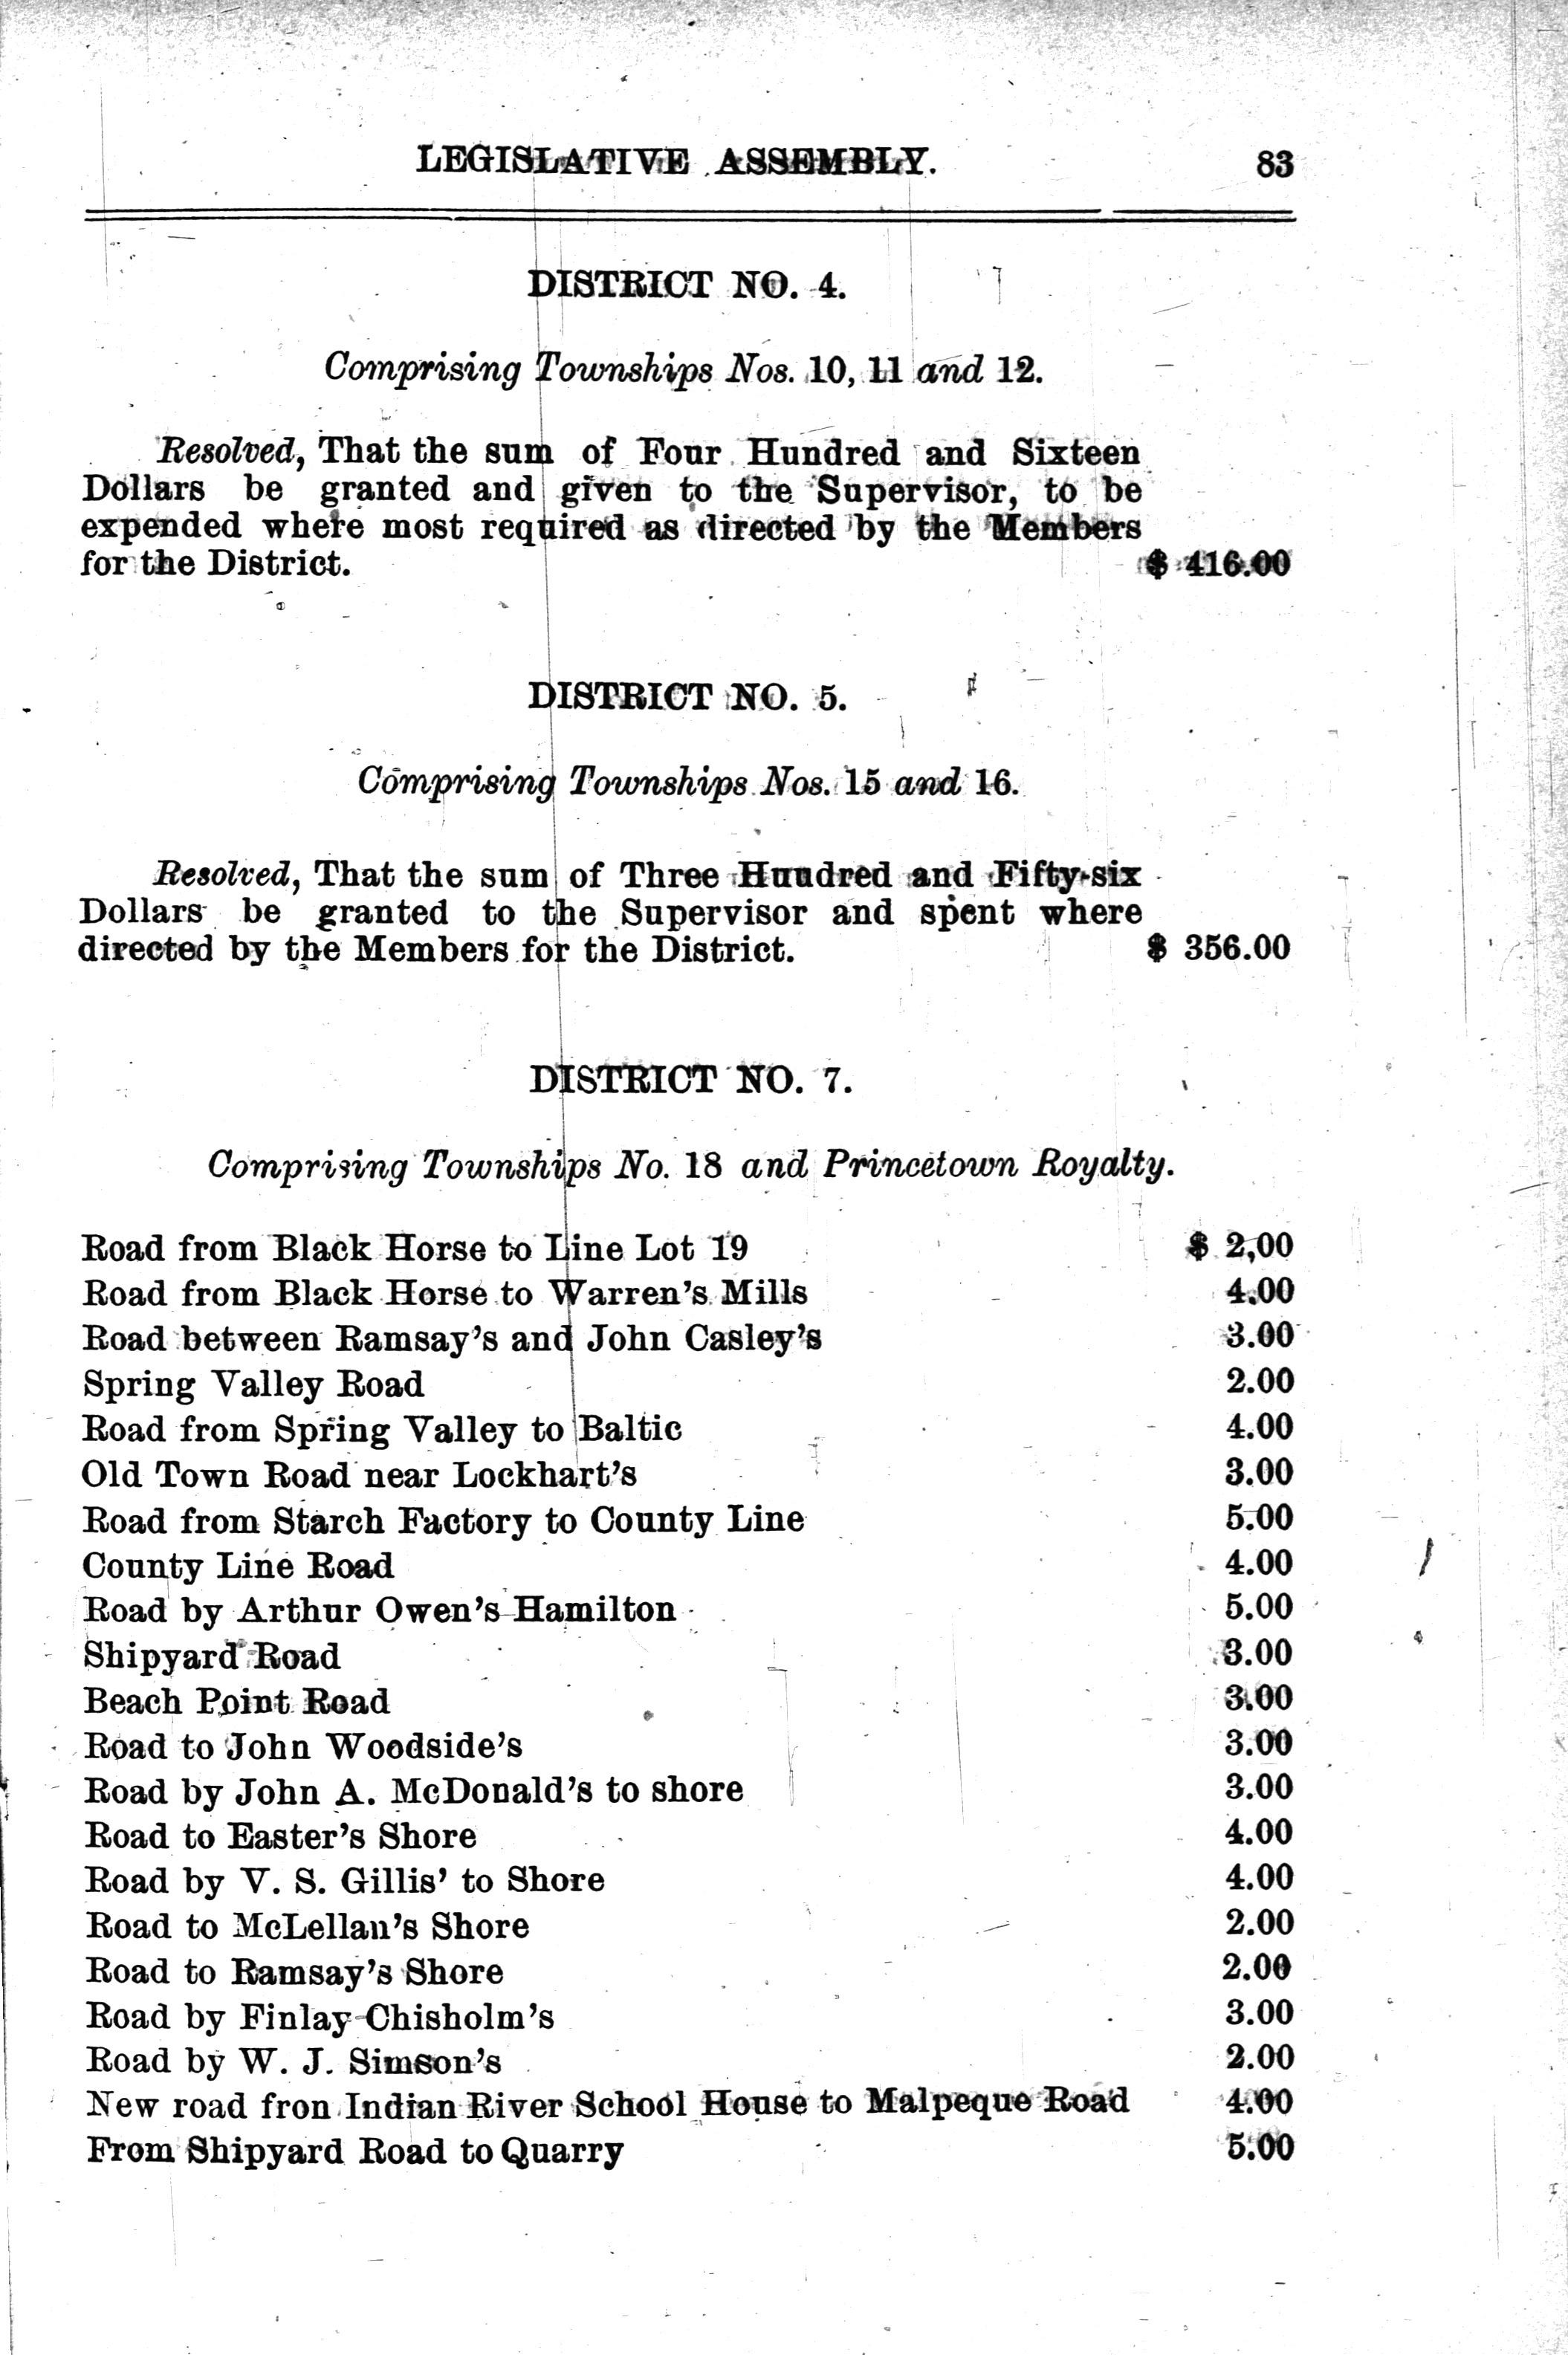 LEGISLATIVE ASSEMBLY. 83
DISTRICT NO. 4.
Comprising Townships Nos. 10, 11 and 12.
Resolved, That the sum of Four Hundred and Sixteen
Dollars be granted and given to the Supervisor, to be
expended where most required as directed by the Members
for the District. $ 416.00
DISTRICT NO. 5.
Comprising Townships Nos. 15 and 16.
Resolved, That the sum of Three Huudred and Fifty-six
Dollars be granted to the Supervisor and spent where
directed by the Members for the District. $ 356.00
DISTRICT NO. 7.
Comprising Townships No. 18 and Princetown Royalty.
Road from Black Horse to Line Lot 19 $ 2,00
Road from Black Horse to Warren's Mills 4.00
Road between Ramsay's and John Casley's 3.00
Spring Valley Road 2.00
Road from Spring Valley to Baltic 4.00
Old Town Road near Lockhart's 3.00
Road from Starch Factory to County Line 5.00
County Line Road 4.00
Road by Arthur Owen's Hamilton 5.00
Shipyard Road 3.00
Beach Point Road 3.00
Road to John Woodside's 3.00
Road by John A. McDonald's to shore 3.00
Road to Easter's Shore 4.00
Road by V. S. Gillis' to Shore 4.00
Road to McLellan's Shore 2.00
Road to Ramsay's Shore 2.00
Road by Finlay Chisholm's 3.00
Road by W. J. Simson's 2.00
New road fron Indian River School House to Malpeque Road 4.00
From Shipyard Road to Quarry 5.00